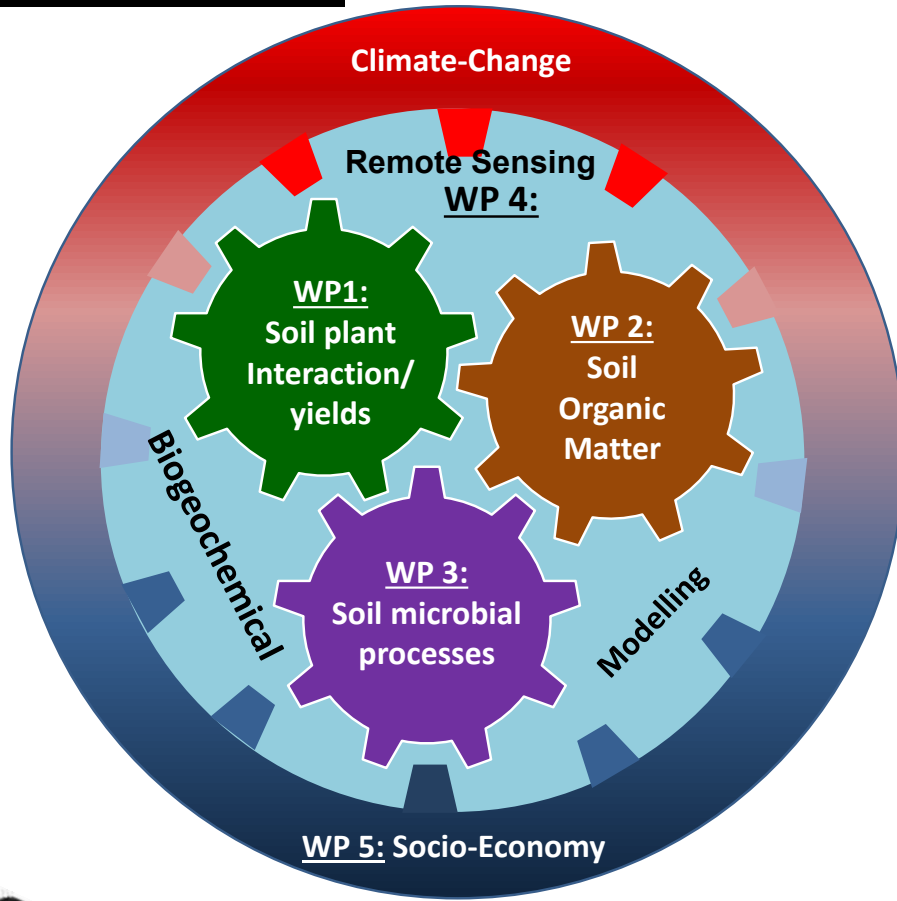 Climate-Change
Remote Sensing
WP 4:
WP1:
Soil plant
Interaction/
yields
WP 2:
Soil
Organic
Matter
Biogeochemical
WP 3:
Soil microbial
processes
Modelling
WP 5: Socio-Economy